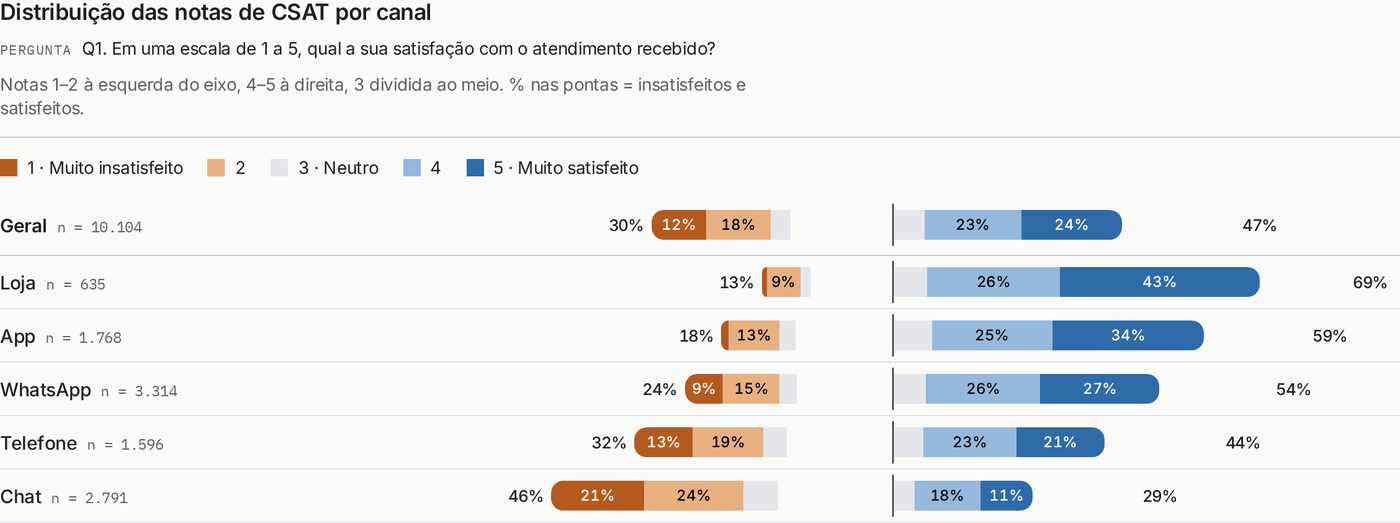 Distribuição das notas de CSAT por canal
PERGUNTA Q1. Em uma escala de 1 a 5, qual a sua satisfação com o atendimento recebido?
Notas 1–2 à esquerda do eixo, 4–5 à direita, 3 dividida ao meio. % nas pontas = insatisfeitos e
satisfeitos.
1 · Muito insatisfeito 2 3 · Neutro 4 5 · Muito satisfeito
Geral n = 10.104 30% 12% 18% 23% 24% 47%
Loja n = 635 13% 9% 26% 43% 69%
App n = 1.768 18% 13% 25% 34% 59%
WhatsApp n = 3.314 24% 9% 15% 26% 27% 54%
Telefone n = 1.596 32% 13% 19% 23% 21% 44%
Chat n = 2.791 46% 21% 24% 18% 11% 29%